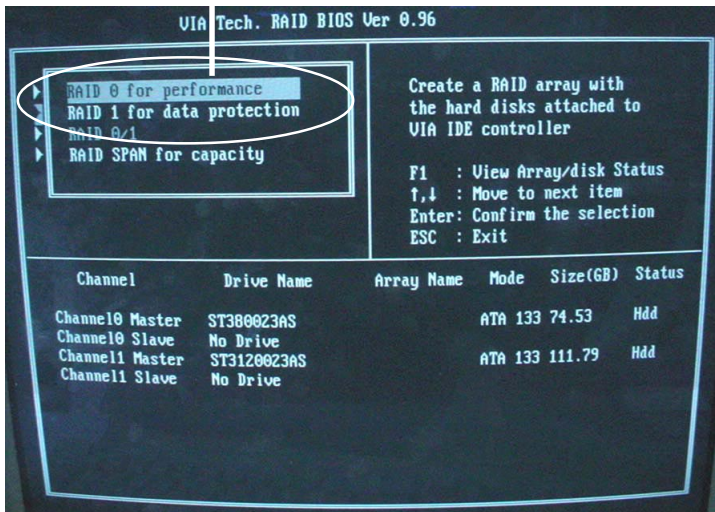 VIA Tech. RAID BIOS Ver 0.96
RAID 0 for performance
RAID 1 for data protection
RAID 0/1
RAID SPAN for capacity
Create a RAID array with
the hard disks attached to
VIA IDE controller
F1 : View Array/disk Status
↑,↓ : Move to next item
Enter: Confirm the selection
ESC : Exit
Channel Drive Name Array Name Mode Size(GB) Status
Channel0 Master ST380023AS ATA 133 74.53 Hdd
Channel0 Slave No Drive
Channel1 Master ST3120023AS ATA 133 111.79 Hdd
Channel1 Slave No Drive